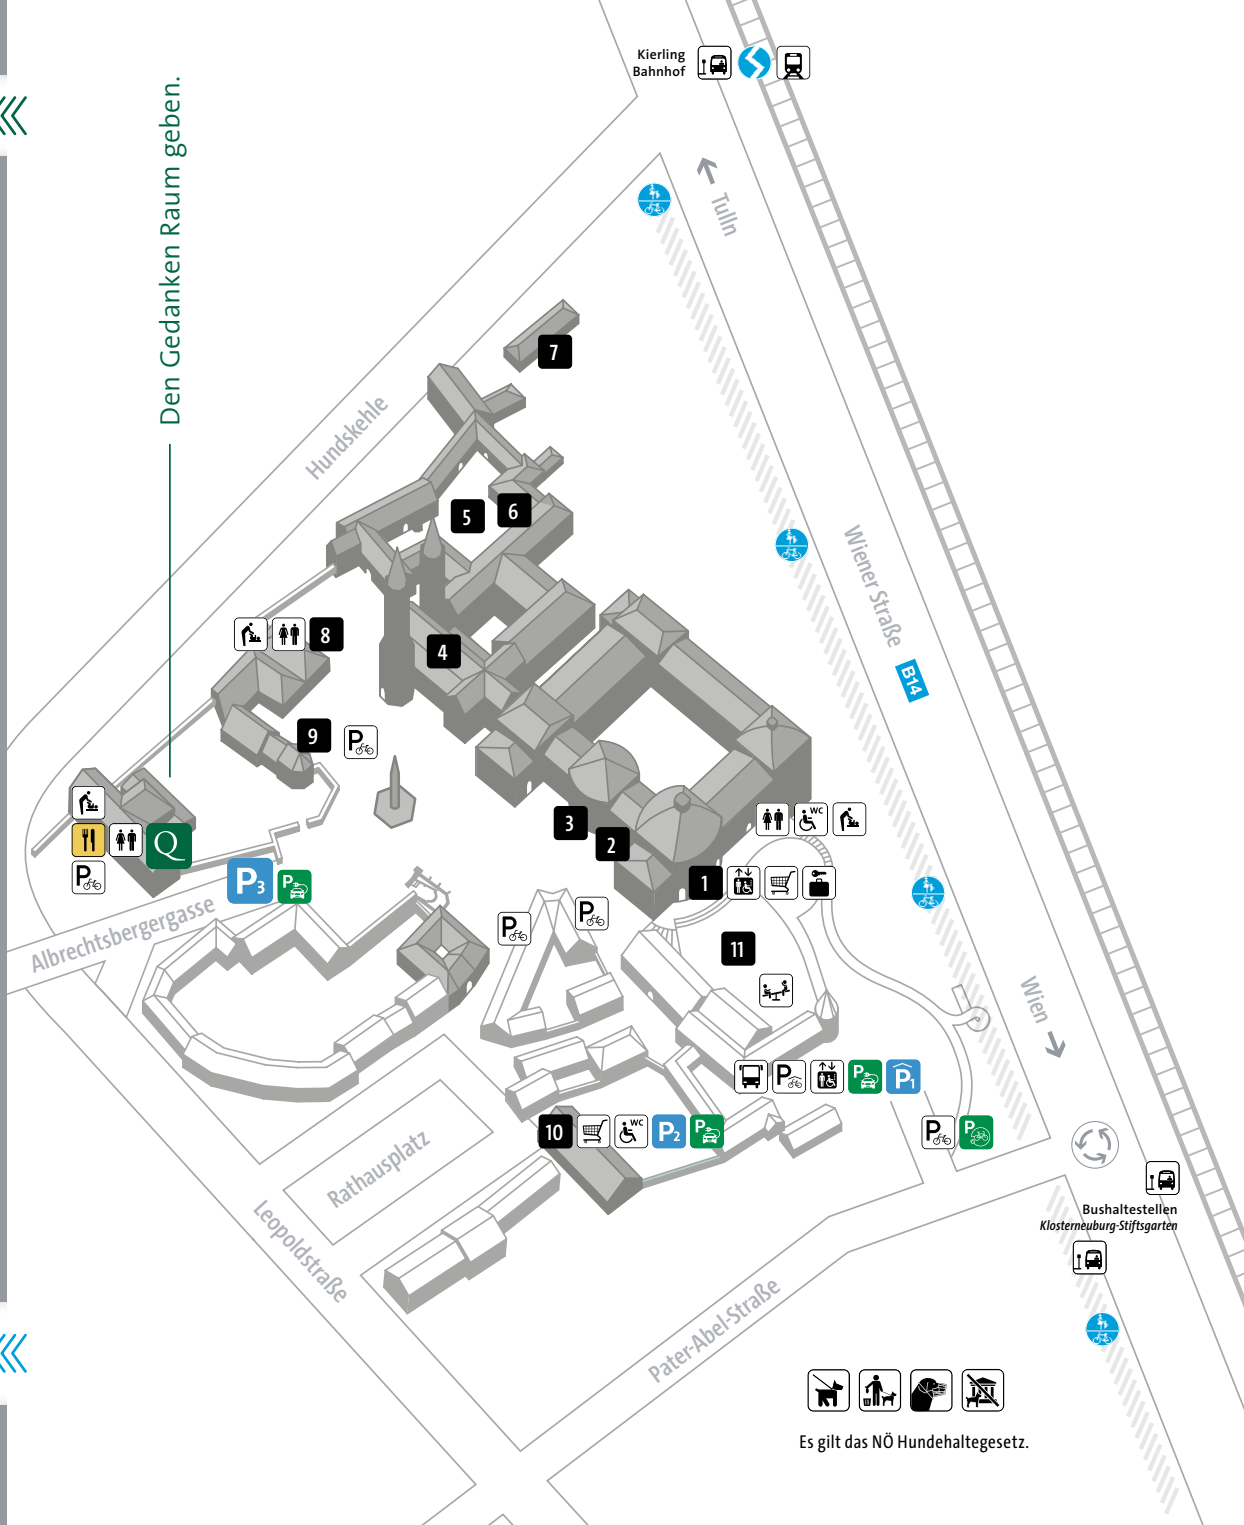 Kierling
Bahnhof
Den Gedanken Raum geben.
Tulln
7
Hundskehle
5
6
Wiener Straße
B14
8
4
9
3
2
WC
1
Q
P3
P
P
P
P
P
Albrechtsbergergasse
11
Wien
P
P
P1
10
WC
P2
P
P
P
Rathausplatz
Leopoldstraße
Bushaltestellen
Klosterneuburg-Stiftsgarten
Pater-Abel-Straße
Es gilt das NÖ Hundehaltegesetz.